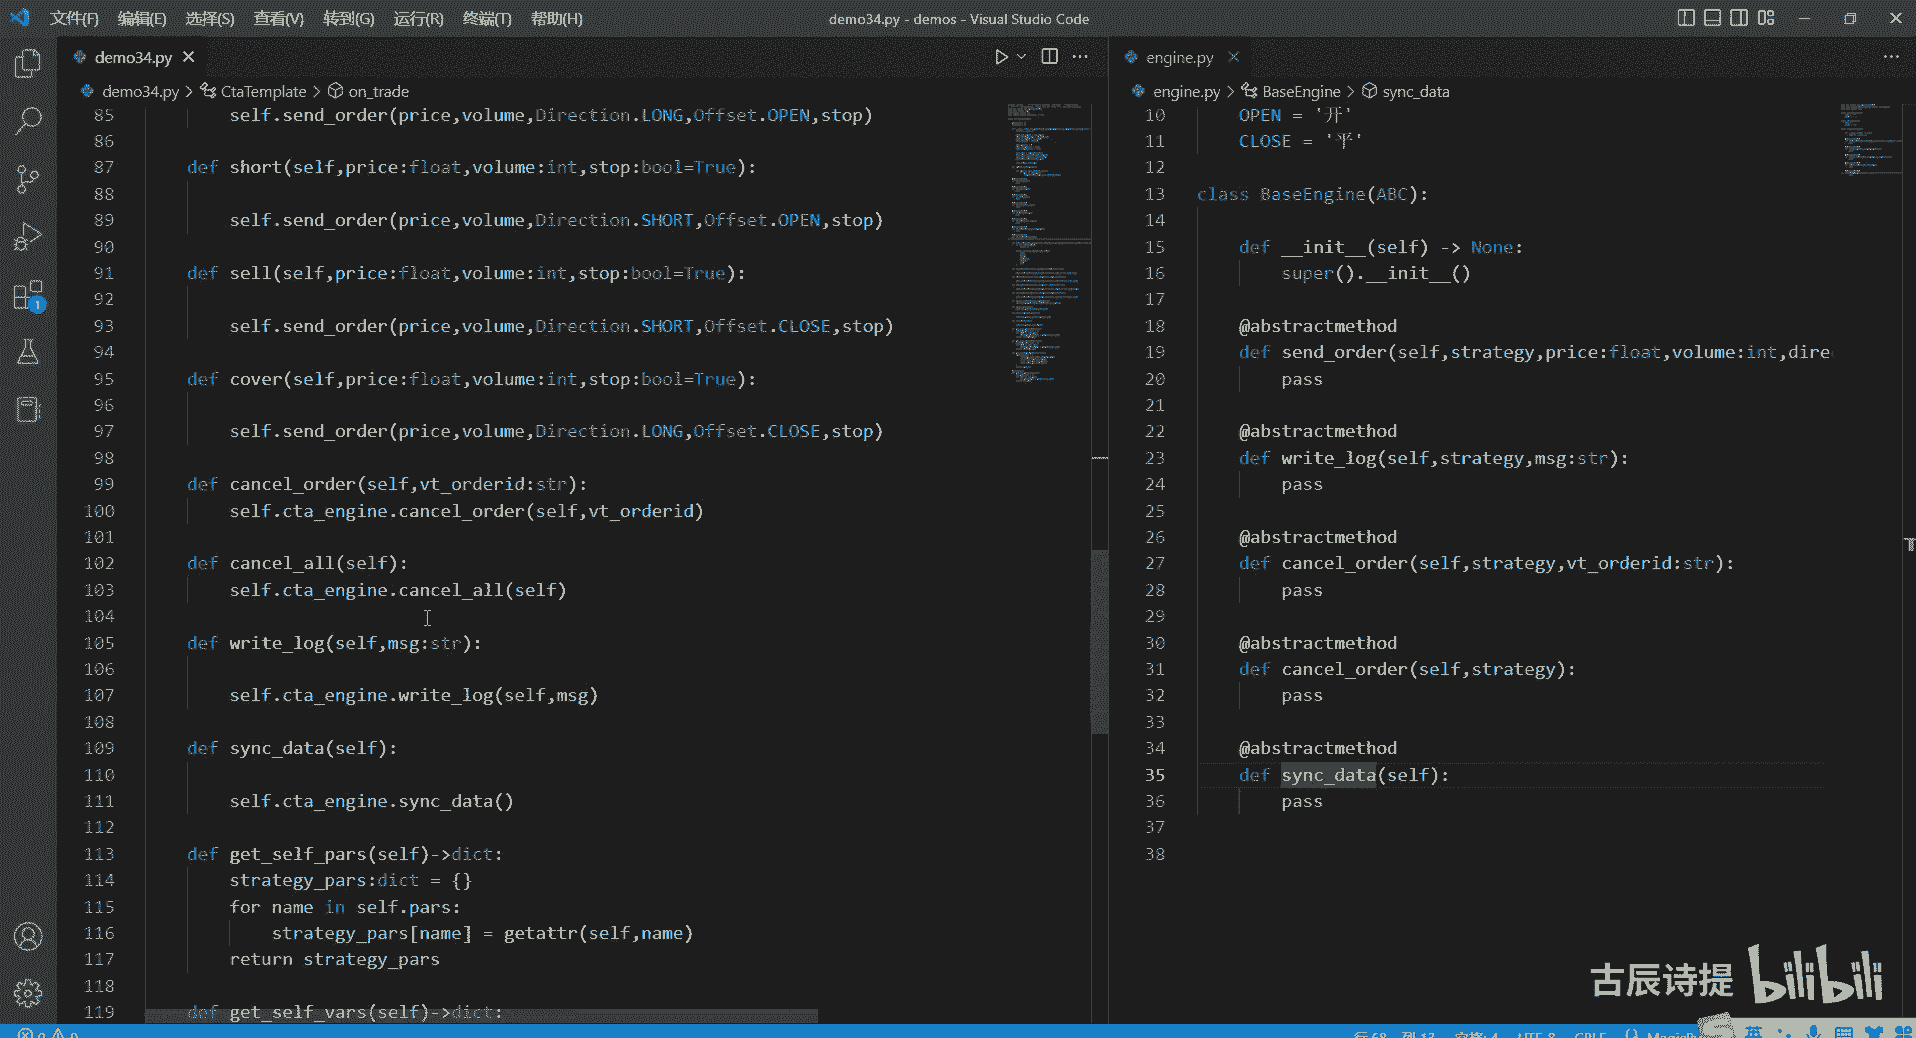 文件(F) 编辑(E) 选择(S) 查看(V) 转到(G) 运行(R) 终端(T) 帮助(H) demo34.py - demos - Visual Studio Code
demo34.py
demo34.py > CtaTemplate > on_trade
85 self.send_order(price,volume,Direction.LONG,Offset.OPEN,stop)
86
87 def short(self,price:float,volume:int,stop:bool=True):
88
89 self.send_order(price,volume,Direction.SHORT,Offset.OPEN,stop)
90
91 def sell(self,price:float,volume:int,stop:bool=True):
92
93 self.send_order(price,volume,Direction.SHORT,Offset.CLOSE,stop)
94
95 def cover(self,price:float,volume:int,stop:bool=True):
96
97 self.send_order(price,volume,Direction.LONG,Offset.CLOSE,stop)
98
99 def cancel_order(self,vt_orderid:str):
100 self.cta_engine.cancel_order(self,vt_orderid)
101
102 def cancel_all(self):
103 self.cta_engine.cancel_all(self)
104
105 def write_log(self,msg:str):
106
107 self.cta_engine.write_log(self,msg)
108
109 def sync_data(self):
110
111 self.cta_engine.sync_data()
112
113 def get_self_pars(self)->dict:
114 strategy_pars:dict = {}
115 for name in self.pars:
116 strategy_pars[name] = getattr(self,name)
117 return strategy_pars
118
119 def get_self_vars(self)->dict:
engine.py
engine.py > BaseEngine > sync_data
10 OPEN = '开'
11 CLOSE = '平'
12
13 class BaseEngine(ABC):
14
15 def __init__(self) -> None:
16 super().__init__()
17
18 @abstractmethod
19 def send_order(self,strategy,price:float,volume:int,dire
20 pass
21
22 @abstractmethod
23 def write_log(self,strategy,msg:str):
24 pass
25
26 @abstractmethod
27 def cancel_order(self,strategy,vt_orderid:str):
28 pass
29
30 @abstractmethod
31 def cancel_order(self,strategy):
32 pass
33
34 @abstractmethod
35 def sync_data(self):
36 pass
37
38
1
古辰诗提 bilibili
英